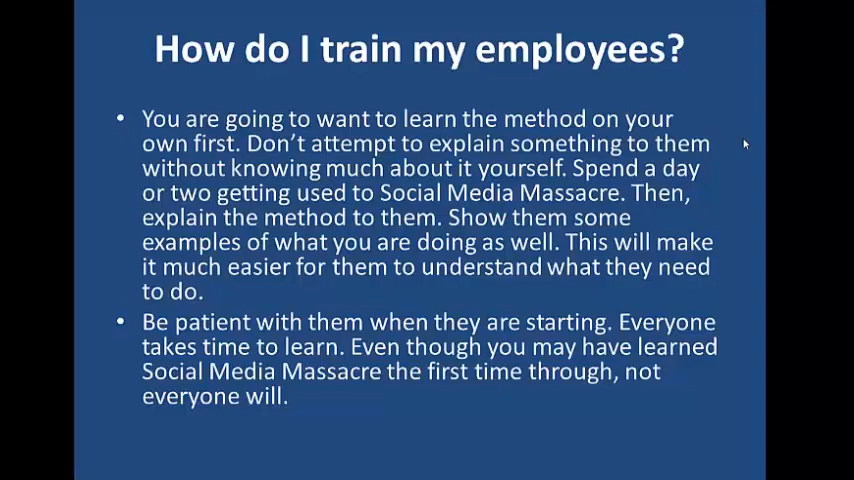 How do I train my employees?
• You are going to want to learn the method on your
own first. Don't attempt to explain something to them
without knowing much about it yourself. Spend a day
or two getting used to Social Media Massacre. Then,
explain the method to them. Show them some
examples of what you are doing as well. This will make
it much easier for them to understand what they need
to do.
• Be patient with them when they are starting. Everyone
takes time to learn. Even though you may have learned
Social Media Massacre the first time through, not
everyone will.